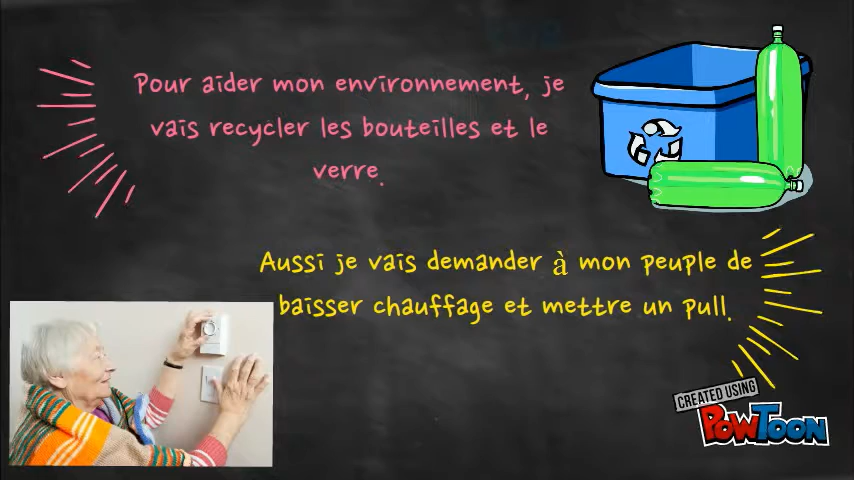 Pour aider mon environnement, je
vais recycler les bouteilles et le
verre.
Aussi je vais demander à mon peuple de
baisser chauffage et mettre un pull.
CREATED USING
POWTOON